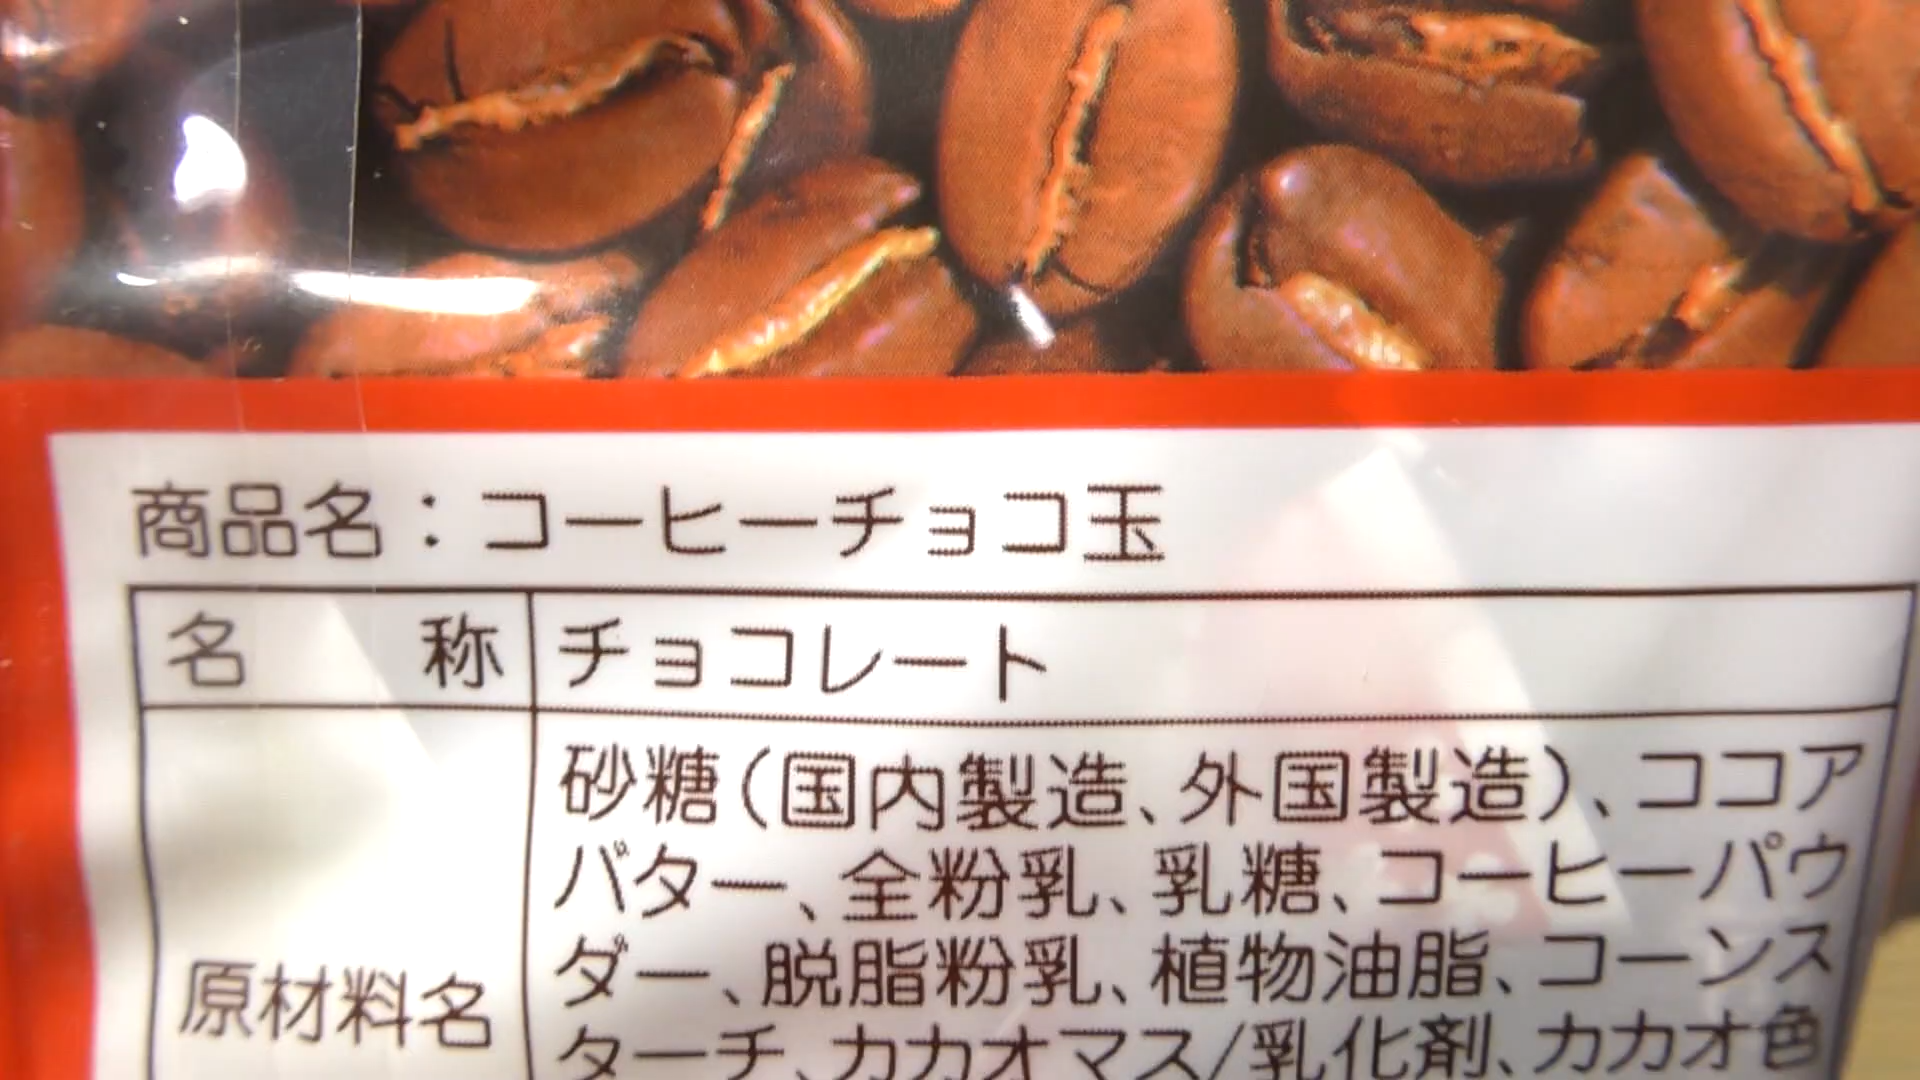 商品名：コーヒーチョコ玉
名称 チョコレート
原材料名
砂糖(国内製造、外国製造)、ココア
バター、全粉乳、乳糖、コーヒーパウ
ダー、脱脂粉乳、植物油脂、コーンス
ターチ、カカオマス/乳化剤、カカオ色